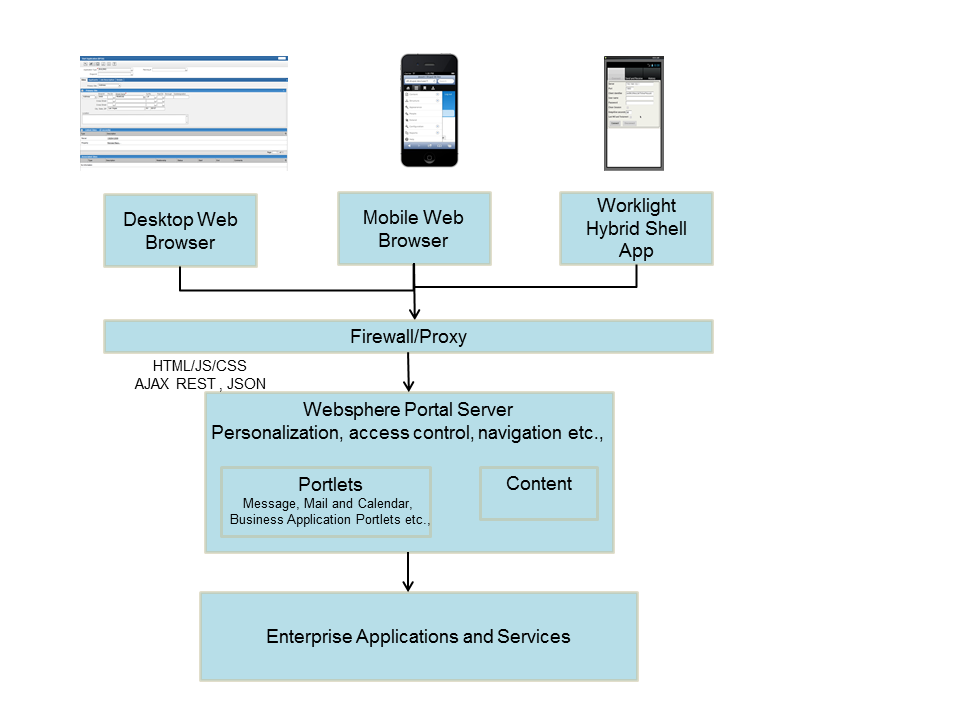 Desktop Web
Browser
Mobile Web
Browser
Worklight
Hybrid Shell
App
Firewall/Proxy
HTML/JS/CSS
AJAX REST , JSON
Websphere Portal Server
Personalization, access control, navigation etc.,
Portlets
Message, Mail and Calendar,
Business Application Portlets etc.,
Content
Enterprise Applications and Services